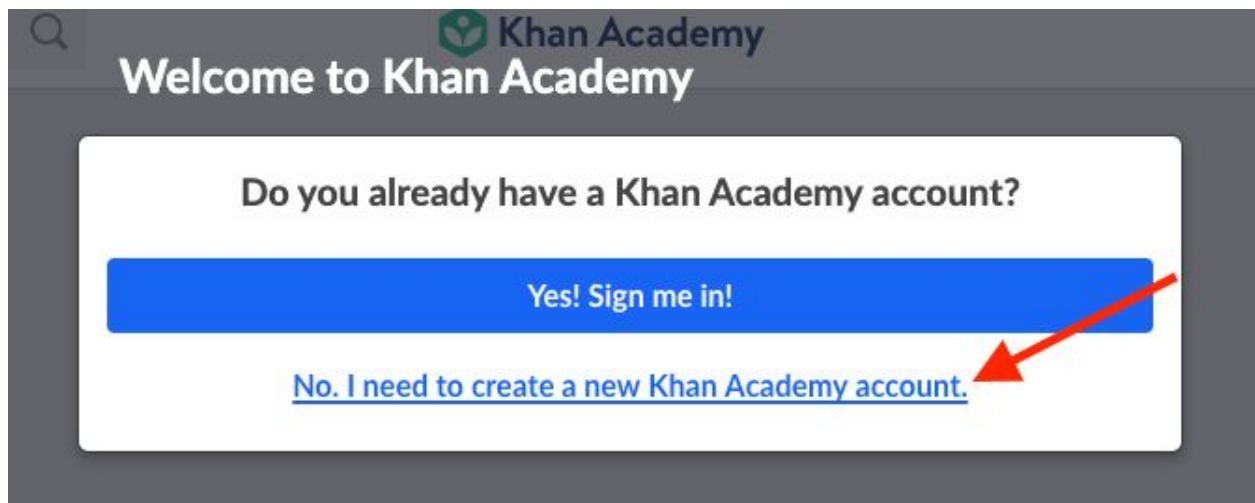 Khan Academy
Welcome to Khan Academy
Do you already have a Khan Academy account?
Yes! Sign me in!
No. I need to create a new Khan Academy account.